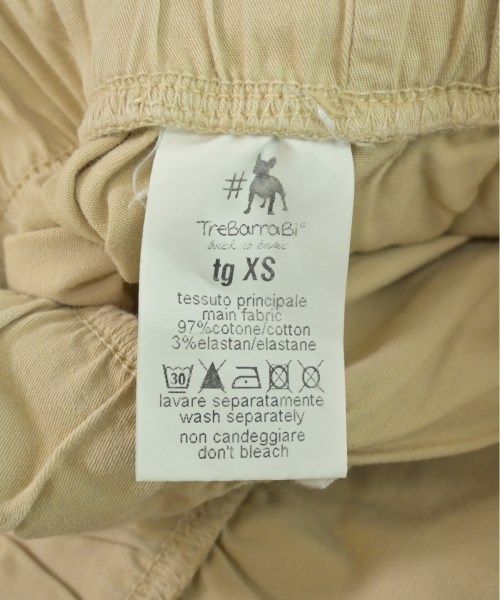 #
TreBarraBi®
Back to basic
tg XS
tessuto principale
main fabric
97%cotone/cotton
3%elastan/elastane
30
lavare separatamente
wash separately
non candeggiare
don't bleach